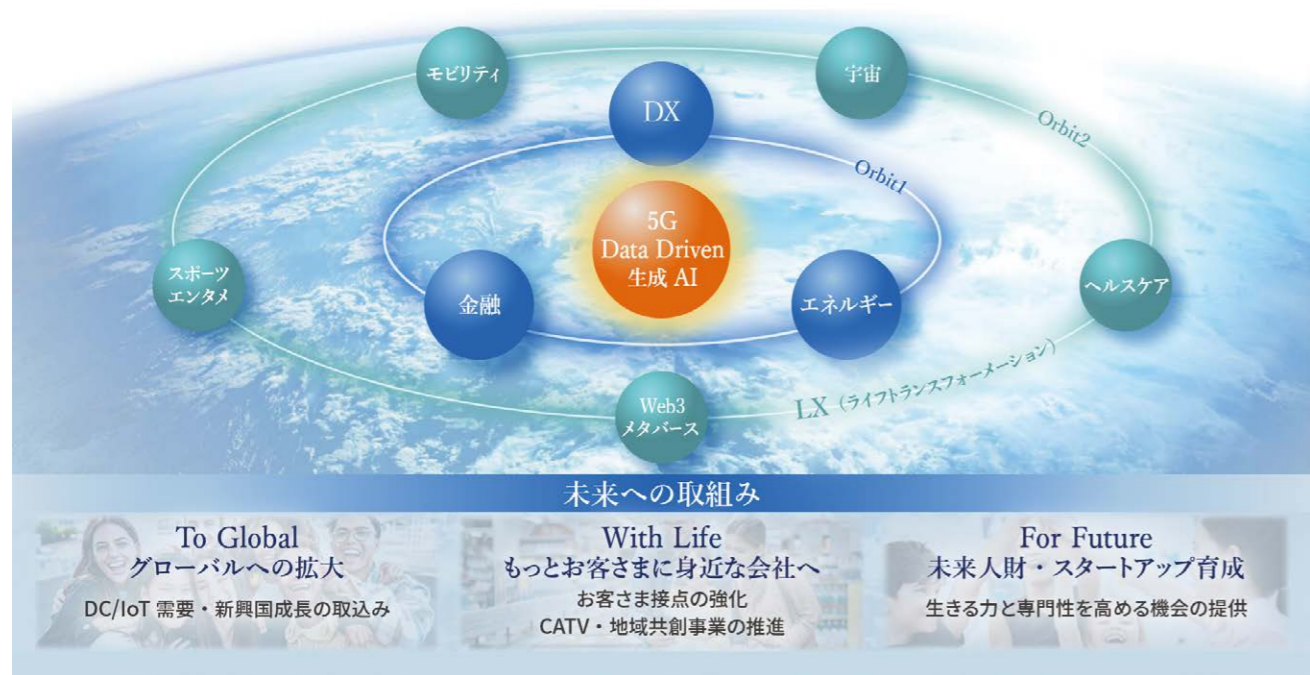 モビリティ
宇宙
DX
Orbit2
Orbit1
5G
Data Driven
生成 AI
スポーツ
エンタメ
金融
エネルギー
ヘルスケア
Web3
メタバース
LX（ライフトランスフォーメーション）
未来への取組み
To Global
グローバルへの拡大
DC/IoT 需要・新興国成長の取込み
With Life
もっとお客さまに身近な会社へ
お客さま接点の強化
CATV・地域共創事業の推進
For Future
未来人財・スタートアップ育成
生きる力と専門性を高める機会の提供